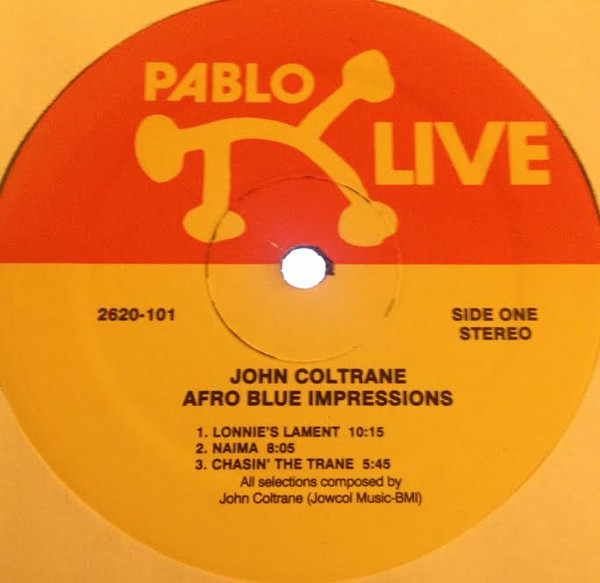 PABLO
LIVE
2620-101
SIDE ONE
STEREO
JOHN COLTRANE
AFRO BLUE IMPRESSIONS
1. LONNIE'S LAMENT 10:15
2. NAIMA 8:05
3. CHASIN' THE TRANE 5:45
All selections composed by
John Coltrane (Jowcol Music-BMI)